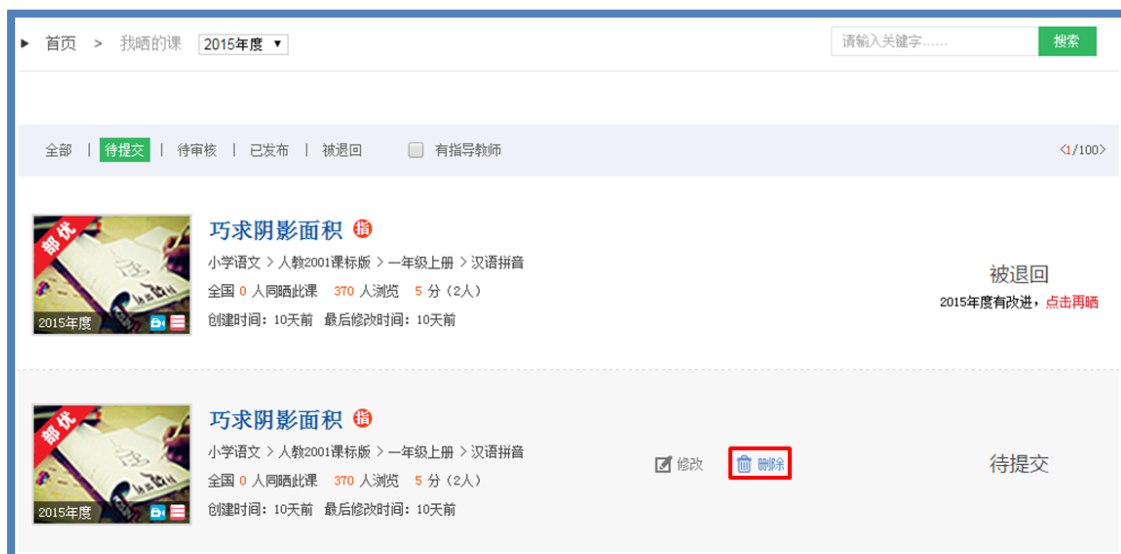 ▶ 首页 > 我晒的课 2015年度 ▼ 请输入关键字…… 搜索
全部 | 待提交 | 待审核 | 已发布 | 被退回 有指导教师 <1/100>
部优
2015年度
巧求阴影面积 指
小学语文 > 人教2001课标版 > 一年级上册 > 汉语拼音
全国 0 人同晒此课 370 人浏览 5 分 (2人)
创建时间: 10天前 最后修改时间: 10天前
被退回
2015年度有改进, 点击再晒
部优
2015年度
巧求阴影面积 指
小学语文 > 人教2001课标版 > 一年级上册 > 汉语拼音
全国 0 人同晒此课 370 人浏览 5 分 (2人)
创建时间: 10天前 最后修改时间: 10天前
修改 删除
待提交